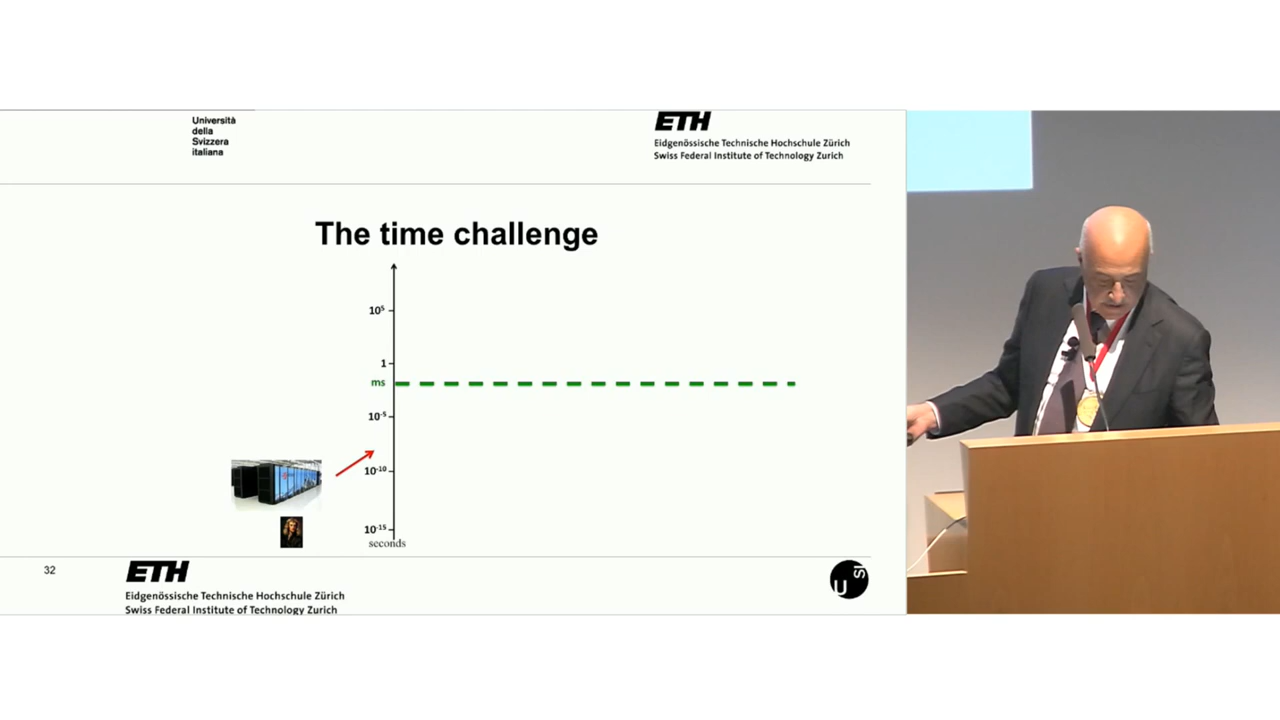 Università
della
Svizzera
italiana
ETH
Eidgenössische Technische Hochschule Zürich
Swiss Federal Institute of Technology Zurich
The time challenge
10⁵
1
ms
10⁻⁵
10⁻¹⁰
10⁻¹⁵
seconds
32
ETH
Eidgenössische Technische Hochschule Zürich
Swiss Federal Institute of Technology Zurich
U SI